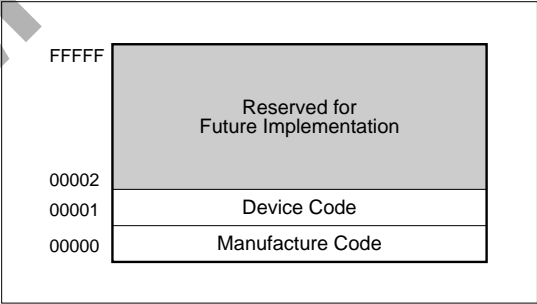 FFFFF
Reserved for
Future Implementation
00002
00001 Device Code
00000 Manufacture Code